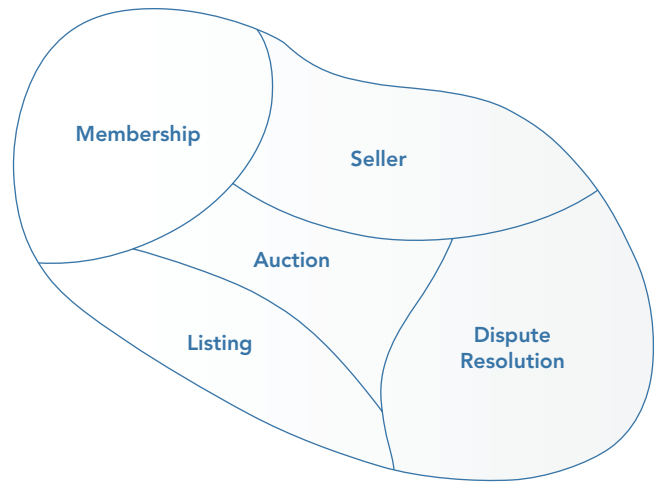 Membership
Seller
Auction
Listing
Dispute
Resolution